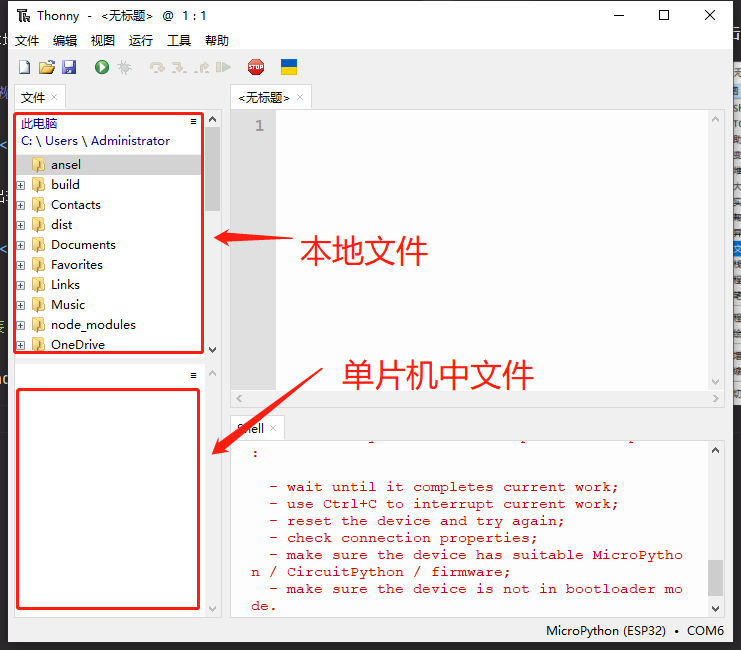 Thonny - <无标题> @ 1 : 1
文件 编辑 视图 运行 工具 帮助
STOP
文件
<无标题>
此电脑
C: \ Users \ Administrator
1
ansel
build
Contacts
dist
Documents
Favorites
Links
Music
node_modules
OneDrive
本地文件
单片机中文件
Shell
:
- wait until it completes current work;
- use Ctrl+C to interrupt current work;
- reset the device and try again;
- check connection properties;
- make sure the device has suitable MicroPytho
n / CircuitPython / firmware;
- make sure the device is not in bootloader mo
de.
MicroPython (ESP32) • COM6